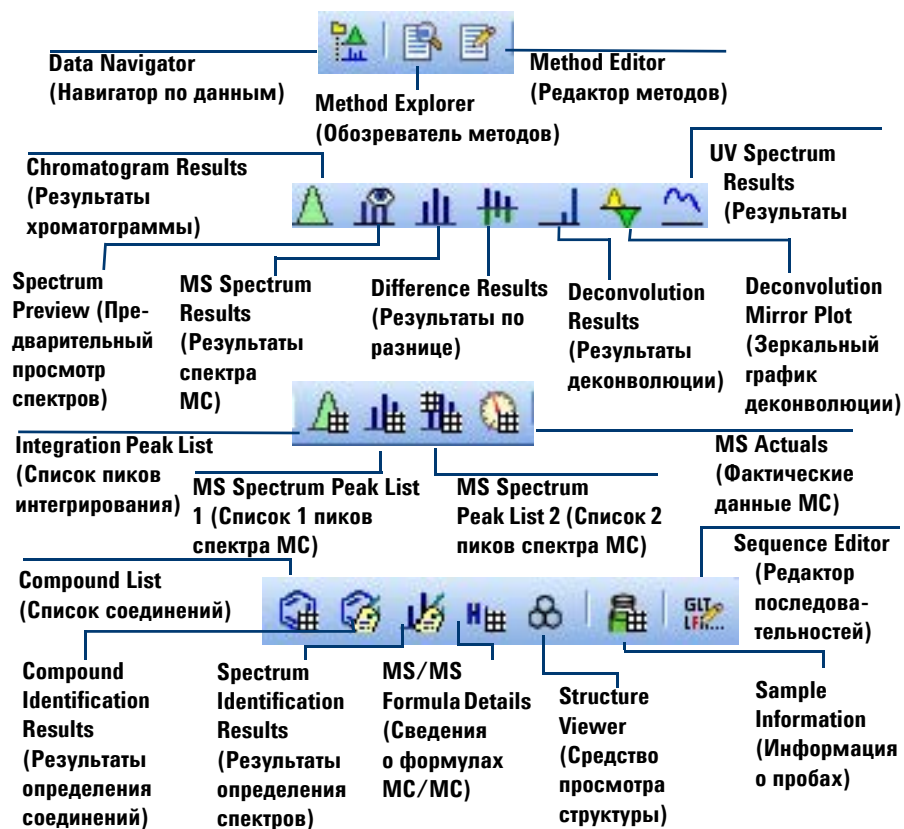 Data Navigator
(Навигатор по данным)
Method Explorer
(Обозреватель методов)
Method Editor
(Редактор методов)
Chromatogram Results
(Результаты
хроматограммы)
UV Spectrum
Results
(Результаты
Spectrum
Preview (Пре-
дварительный
просмотр
спектров)
MS Spectrum
Results
(Результаты
спектра
МС)
Difference Results
(Результаты по
разнице)
Deconvolution
Results
(Результаты
деконволюции)
Deconvolution
Mirror Plot
(Зеркальный
график
деконволюции)
Integration Peak List
(Список пиков
интегрирования)
MS Spectrum Peak List
1 (Список 1 пиков
спектра МС)
MS Spectrum
Peak List 2 (Список 2
пиков спектра МС)
MS Actuals
(Фактические
данные МС)
Compound List
(Список соединений)
Sequence Editor
(Редактор
последова-
тельностей)
H
GLT
LFR...
Compound
Identification
Results
(Результаты
определения
соединений)
Spectrum
Identification
Results
(Результаты
определения
спектров)
MS/MS
Formula Details
(Сведения
о формулах
МС/МС)
Structure
Viewer
(Средство
просмотра
структуры)
Sample
Information
(Информация
о пробах)